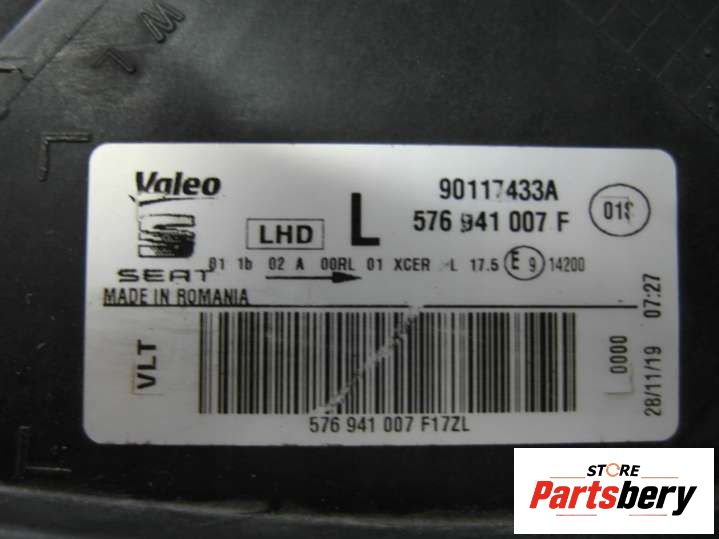 Valeo
90117433A
LHD
L
576 941 007 F
SEAT
01 1b 02 A 00RL 01 XCER L 17.5 E 9 14200
MADE IN ROMANIA
VLT
0000
28/11/19 07:27
576 941 007 F17ZL
STORE
Partsbery